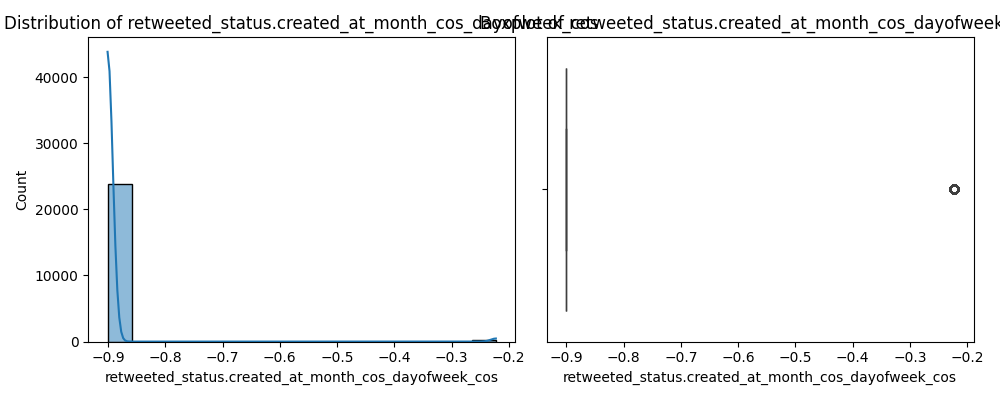 Distribution of retweeted_status.created_at_month_cos_dayofweek_cos
Boxplot of retweeted_status.created_at_month_cos_dayofweek
Count
40000
30000
20000
10000
0
−0.9 −0.8 −0.7 −0.6 −0.5 −0.4 −0.3 −0.2
retweeted_status.created_at_month_cos_dayofweek_cos
−0.9 −0.8 −0.7 −0.6 −0.5 −0.4 −0.3 −0.2
retweeted_status.created_at_month_cos_dayofweek_cos